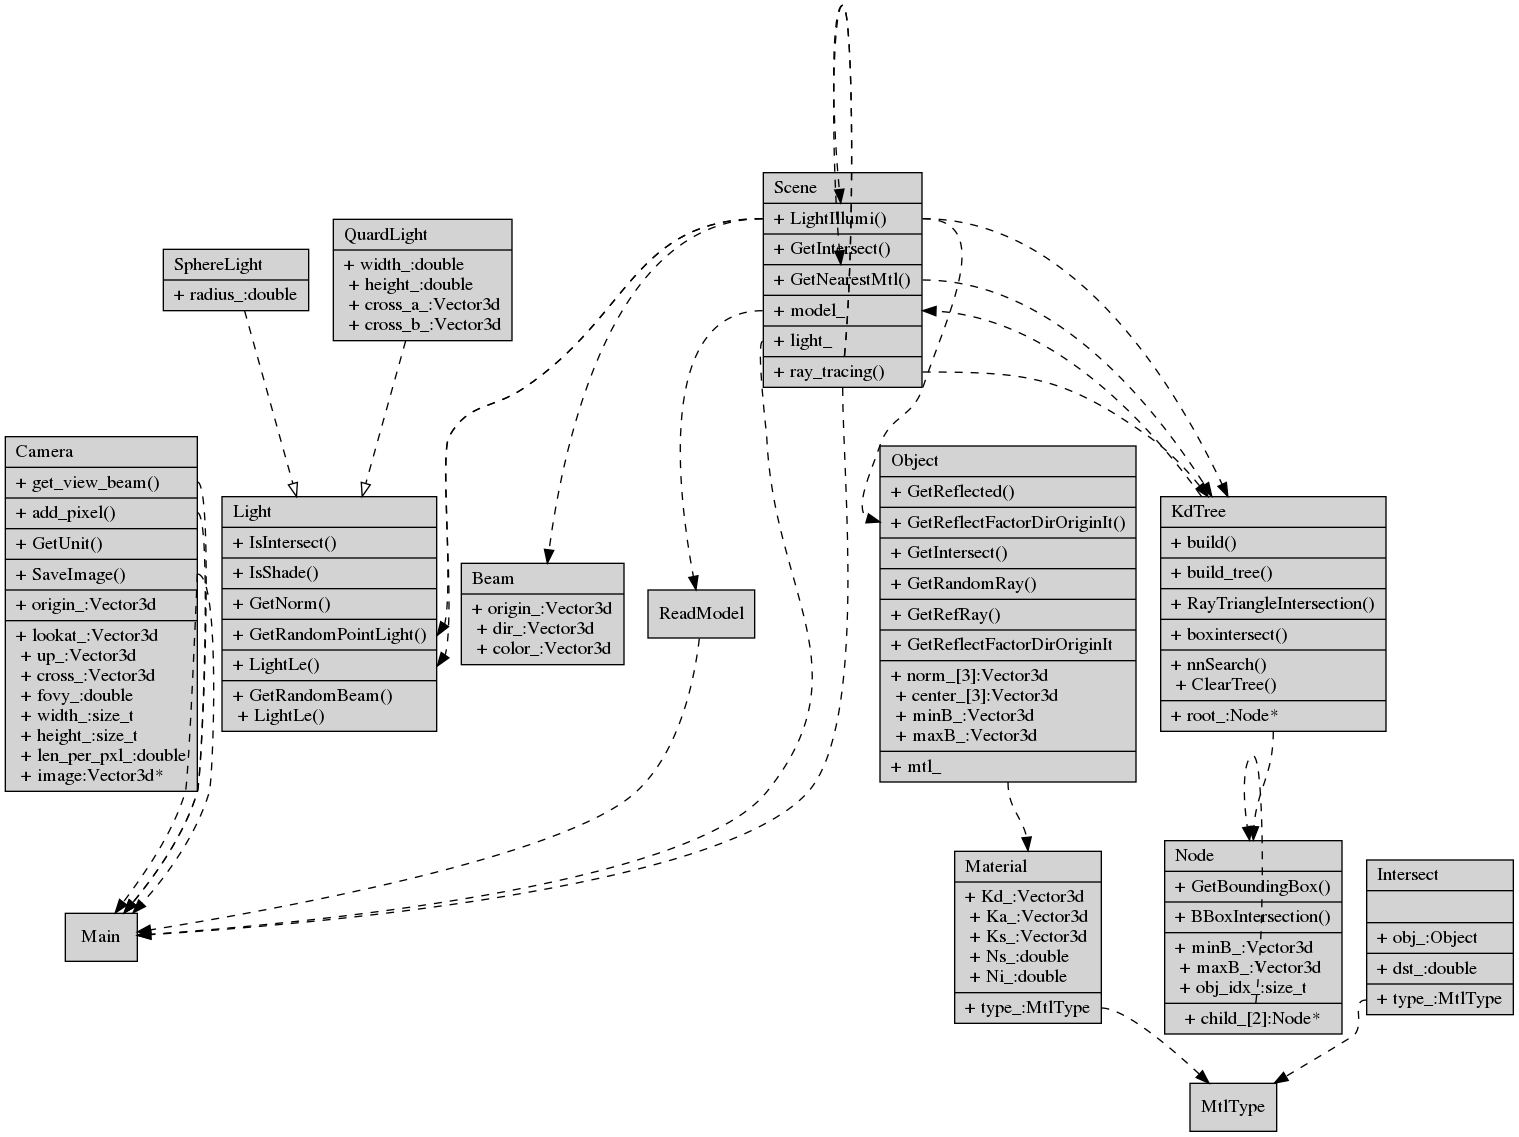 Scene
+ LightIllumi()
+ GetIntersect()
+ GetNearestMtl()
+ model_
+ light_
+ ray_tracing()
QuardLight
+ width_:double
+ height_:double
+ cross_a_:Vector3d
+ cross_b_:Vector3d
SphereLight
+ radius_:double
Camera
+ get_view_beam()
+ add_pixel()
+ GetUnit()
+ SaveImage()
+ origin_:Vector3d
+ lookat_:Vector3d
+ up_:Vector3d
+ cross_:Vector3d
+ fovy_:double
+ width_:size_t
+ height_:size_t
+ len_per_pxl_:double
+ image:Vector3d*
Light
+ IsIntersect()
+ IsShade()
+ GetNorm()
+ GetRandomPointLight()
+ LightLe()
+ GetRandomBeam()
+ LightLe()
Beam
+ origin_:Vector3d
+ dir_:Vector3d
+ color_:Vector3d
ReadModel
Object
+ GetReflected()
+ GetReflectFactorDirOriginIt()
+ GetIntersect()
+ GetRandomRay()
+ GetRefRay()
+ GetReflectFactorDirOriginIt
+ norm_[3]:Vector3d
+ center_[3]:Vector3d
+ minB_:Vector3d
+ maxB_:Vector3d
+ mtl_
KdTree
+ build()
+ build_tree()
+ RayTriangleIntersection()
+ boxintersect()
+ nnSearch()
+ ClearTree()
+ root_:Node*
Main
Material
+ Kd_:Vector3d
+ Ka_:Vector3d
+ Ks_:Vector3d
+ Ns_:double
+ Ni_:double
+ type_:MtlType
Node
+ GetBoundingBox()
+ BBoxIntersection()
+ minB_:Vector3d
+ maxB_:Vector3d
+ obj_idx_:size_t
+ child_[2]:Node*
Intersect
+ obj_:Object
+ dst_:double
+ type_:MtlType
MtlType